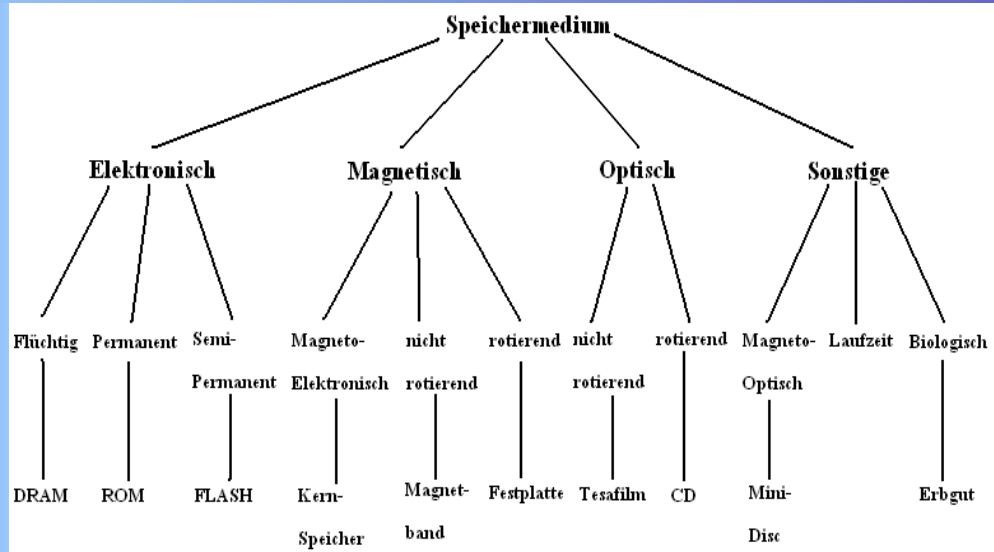 Speichermedium
Elektronisch Magnetisch Optisch Sonstige
Flüchtig Permanent Semi- Magneto- nicht rotierend nicht rotierend Magneto- Laufzeit Biologisch
Permanent Elektronisch rotierend rotierend Optisch
DRAM ROM FLASH Kern- Magnet- Festplatte Tesafilm CD Mini- Erbgut
Speicher band Disc